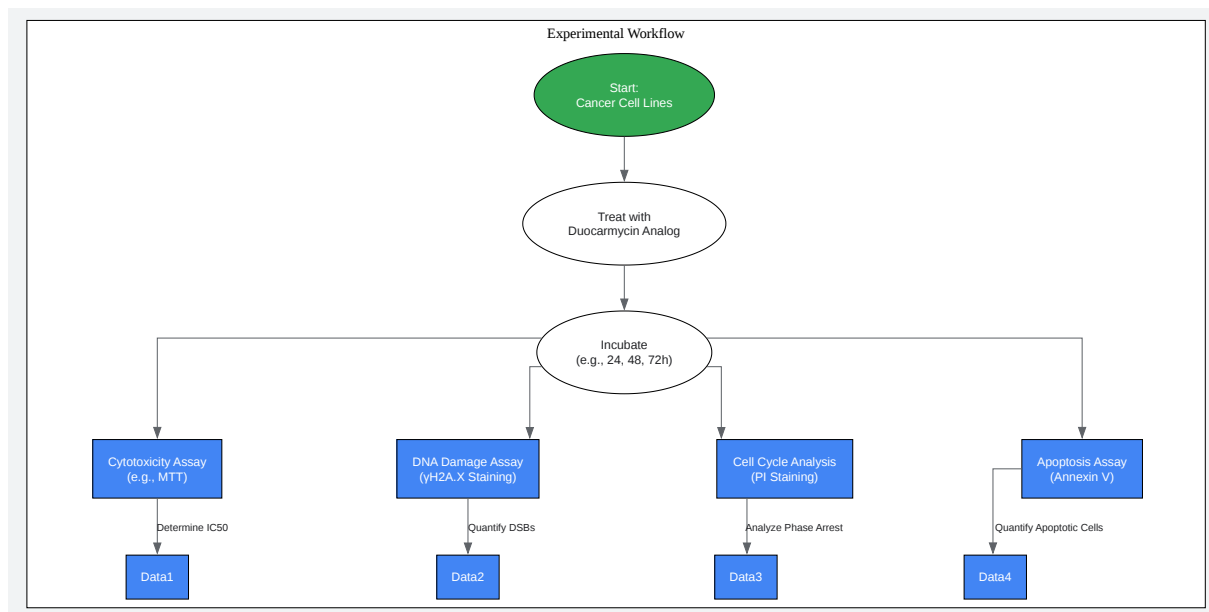 Experimental Workflow
Start:
Cancer Cell Lines
Treat with
Duocarmycin Analog
Incubate
(e.g., 24, 48, 72h)
Cytotoxicity Assay
(e.g., MTT)
DNA Damage Assay
(γH2A.X Staining)
Cell Cycle Analysis
(PI Staining)
Apoptosis Assay
(Annexin V)
Determine IC50
Quantify DSBs
Analyze Phase Arrest
Quantify Apoptotic Cells
Data1
Data2
Data3
Data4